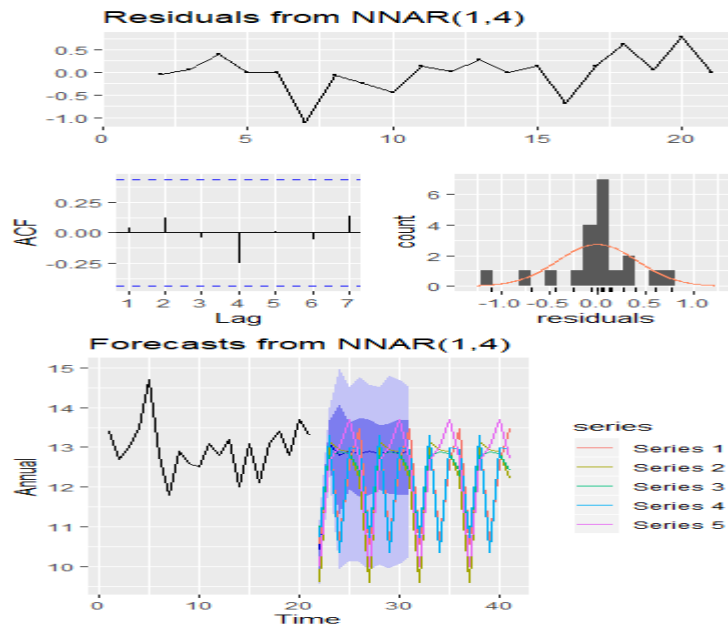 Residuals from NNAR(1,4)
0.5
0.0
-0.5
-1.0
0 5 10 15 20
ACF
0.25
0.00
-0.25
1 2 3 4 5 6 7
Lag
count
6
4
2
0
-1.0 -0.5 0.0 0.5 1.0
residuals
Forecasts from NNAR(1,4)
Annual
15
14
13
12
11
10
0 10 20 30 40
Time
series
Series 1
Series 2
Series 3
Series 4
Series 5